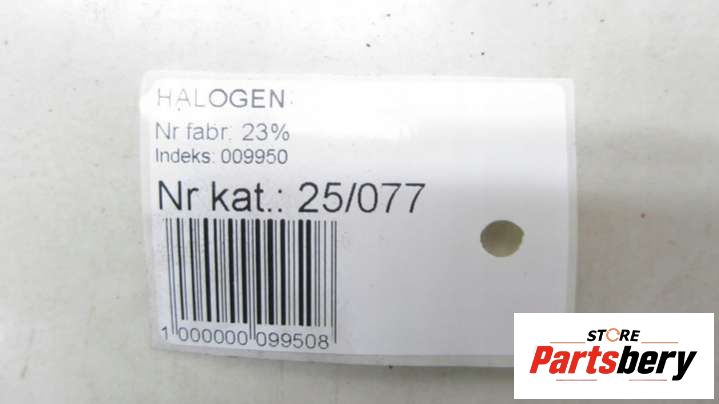 HALOGEN
Nr fabr: 23%
Indeks: 009950
Nr kat.: 25/077
1 000000 099508
STORE
Partsbery